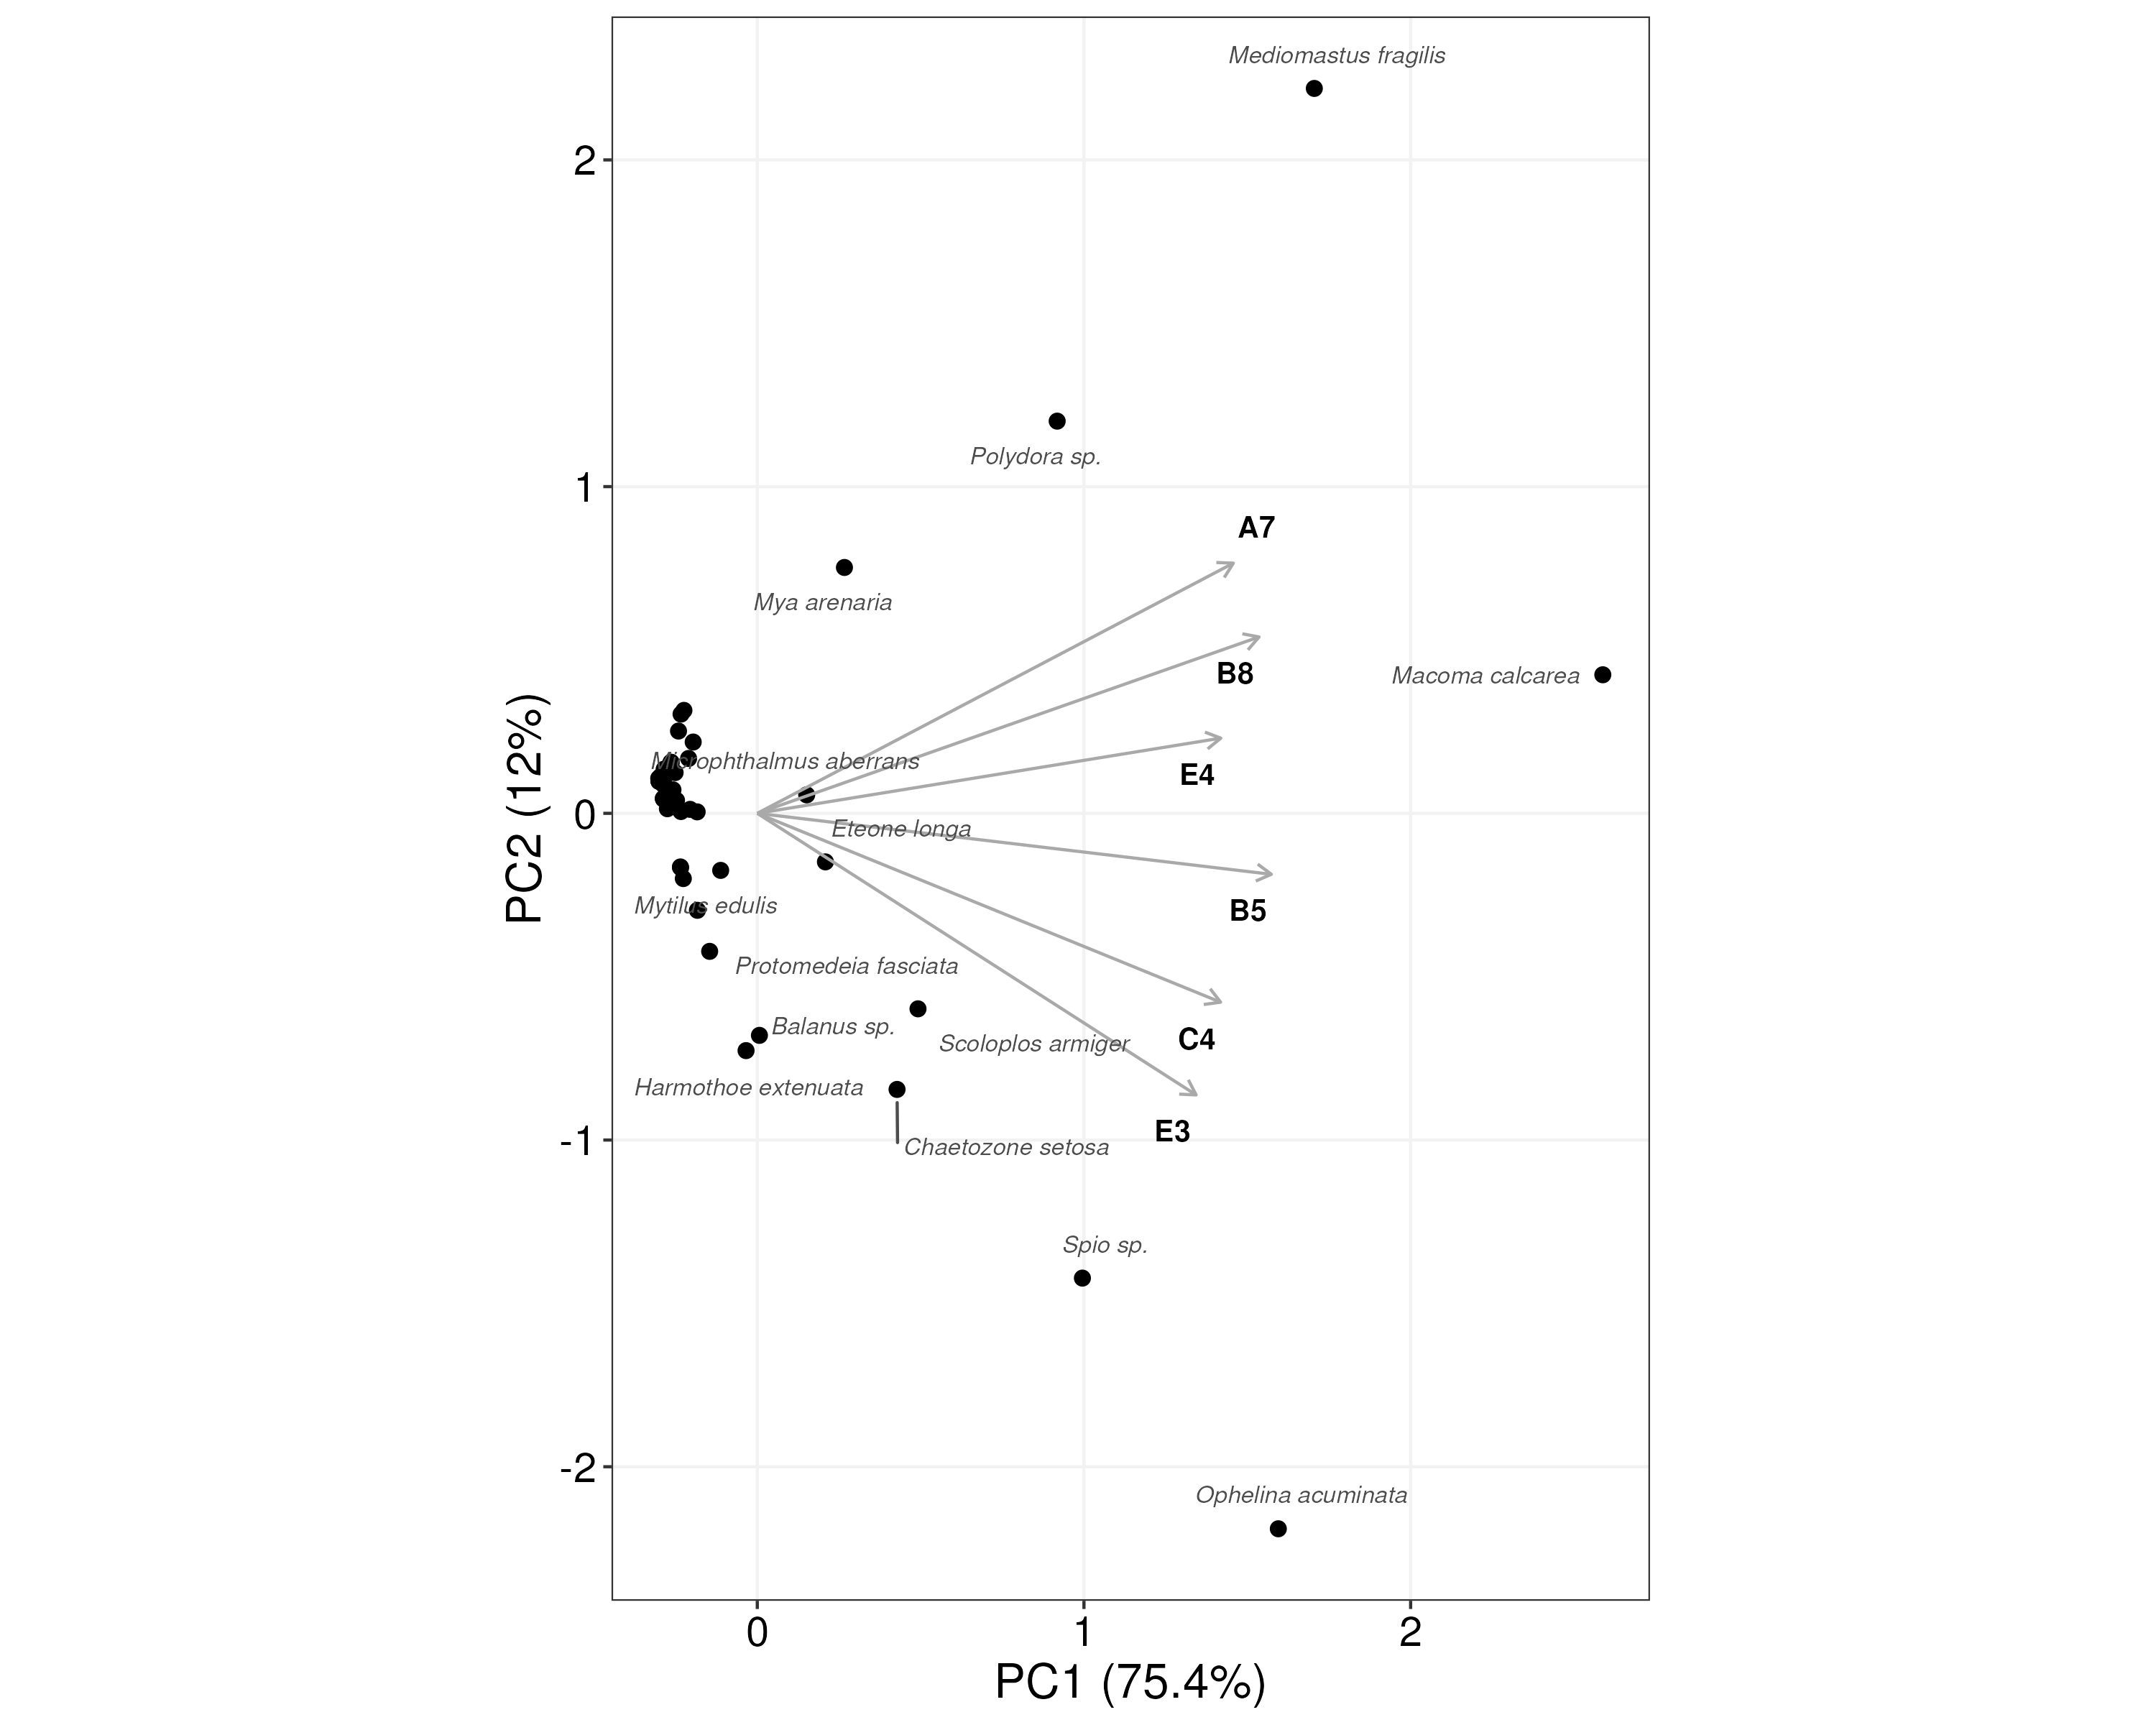 Mediomastus fragilis
2
Polydora sp.
1
A7
Mya arenaria
B8
Macoma calcarea
Microphthalmus aberrans
E4
0
Eteone longa
Mytilus edulis
B5
Protomedeia fasciata
Balanus sp.
Scoloplos armiger
C4
Harmothoe extenuata
E3
-1
Chaetozone setosa
Spio sp.
-2
Ophelina acuminata
PC2 (12%)
0 1 2
PC1 (75.4%)